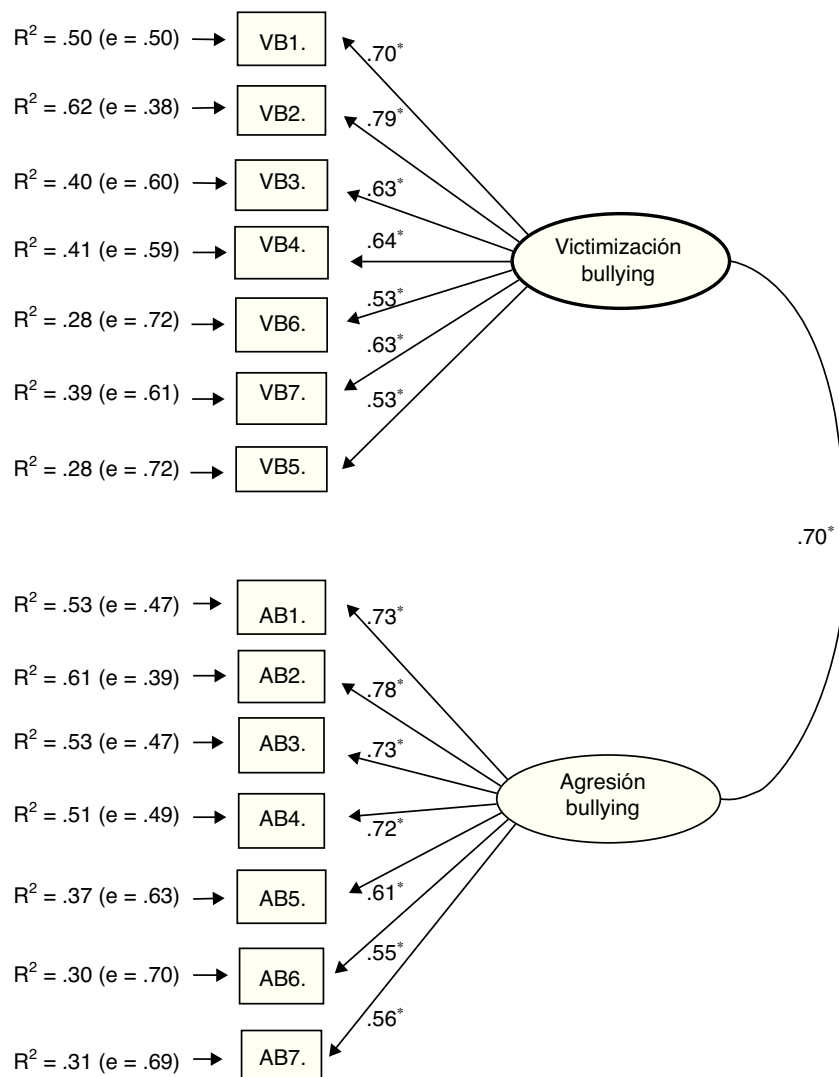 R² = .50 (e = .50) VB1. .70*
R² = .62 (e = .38) VB2. .79*
R² = .40 (e = .60) VB3. .63*
R² = .41 (e = .59) VB4. .64*
Victimización
bullying
R² = .28 (e = .72) VB6. .53*
R² = .39 (e = .61) VB7. .63*
R² = .28 (e = .72) VB5. .53*
.70*
R² = .53 (e = .47) AB1. .73*
R² = .61 (e = .39) AB2. .78*
R² = .53 (e = .47) AB3. .73*
Agresión
bullying
R² = .51 (e = .49) AB4. .72*
R² = .37 (e = .63) AB5. .61*
R² = .30 (e = .70) AB6. .55*
R² = .31 (e = .69) AB7. .56*